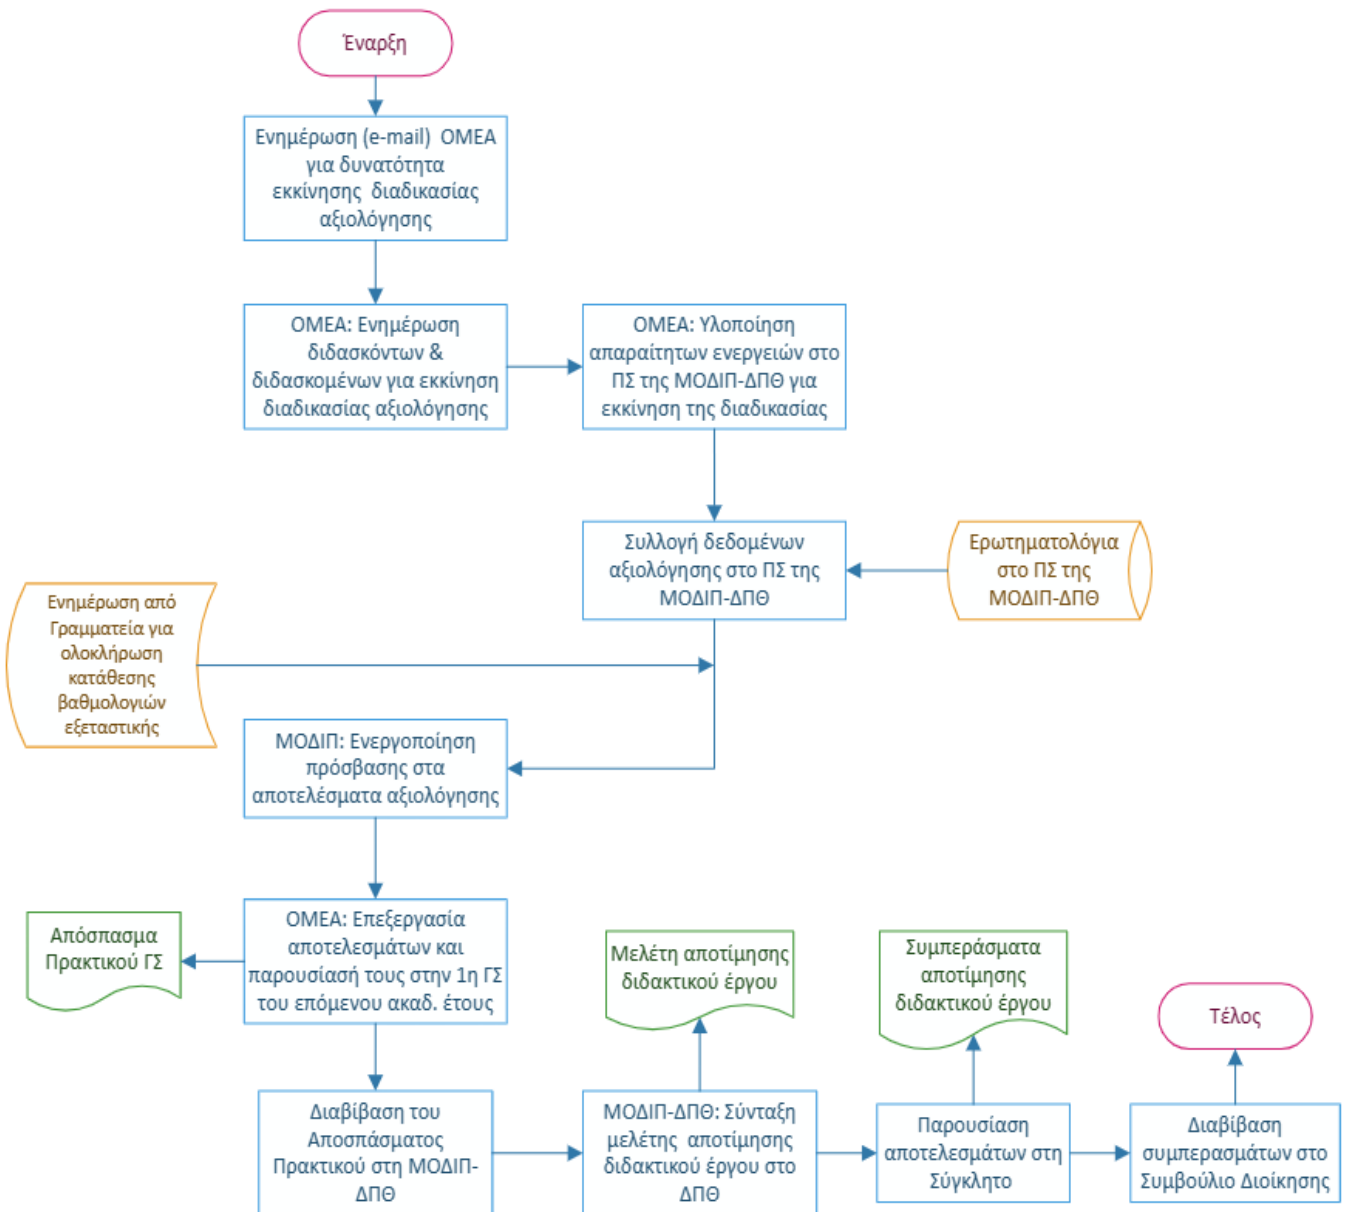 Έναρξη
Ενημέρωση (e-mail) ΟΜΕΑ
για δυνατότητα
εκκίνησης διαδικασίας
αξιολόγησης
ΟΜΕΑ: Ενημέρωση
διδασκόντων &
διδασκομένων για εκκίνηση
διαδικασίας αξιολόγησης
ΟΜΕΑ: Υλοποίηση
απαραίτητων ενεργειών στο
ΠΣ της ΜΟΔΙΠ-ΔΠΘ για
εκκίνηση της διαδικασίας
Συλλογή δεδομένων
αξιολόγησης στο ΠΣ της
ΜΟΔΙΠ-ΔΠΘ
Ερωτηματολόγια
στο ΠΣ της
ΜΟΔΙΠ-ΔΠΘ
Ενημέρωση από
Γραμματεία για
ολοκλήρωση
κατάθεσης
βαθμολογιών
εξεταστικής
ΜΟΔΙΠ: Ενεργοποίηση
πρόσβασης στα
αποτελέσματα αξιολόγησης
ΟΜΕΑ: Επεξεργασία
αποτελεσμάτων και
παρουσίασή τους στην 1η ΓΣ
του επόμενου ακαδ. έτους
Απόσπασμα
Πρακτικού ΓΣ
Μελέτη αποτίμησης
διδακτικού έργου
Συμπεράσματα
αποτίμησης
διδακτικού έργου
Τέλος
Διαβίβαση του
Αποσπάσματος
Πρακτικού στη ΜΟΔΙΠ-
ΔΠΘ
ΜΟΔΙΠ-ΔΠΘ: Σύνταξη
μελέτης αποτίμησης
διδακτικού έργου στο
ΔΠΘ
Παρουσίαση
αποτελεσμάτων στη
Σύγκλητο
Διαβίβαση
συμπερασμάτων στο
Συμβούλιο Διοίκησης